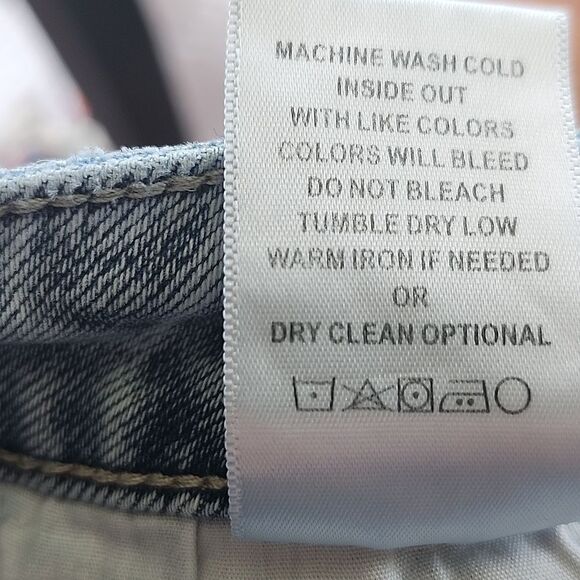 MACHINE WASH COLD
INSIDE OUT
WITH LIKE COLORS
COLORS WILL BLEED
DO NOT BLEACH
TUMBLE DRY LOW
WARM IRON IF NEEDED
OR
DRY CLEAN OPTIONAL